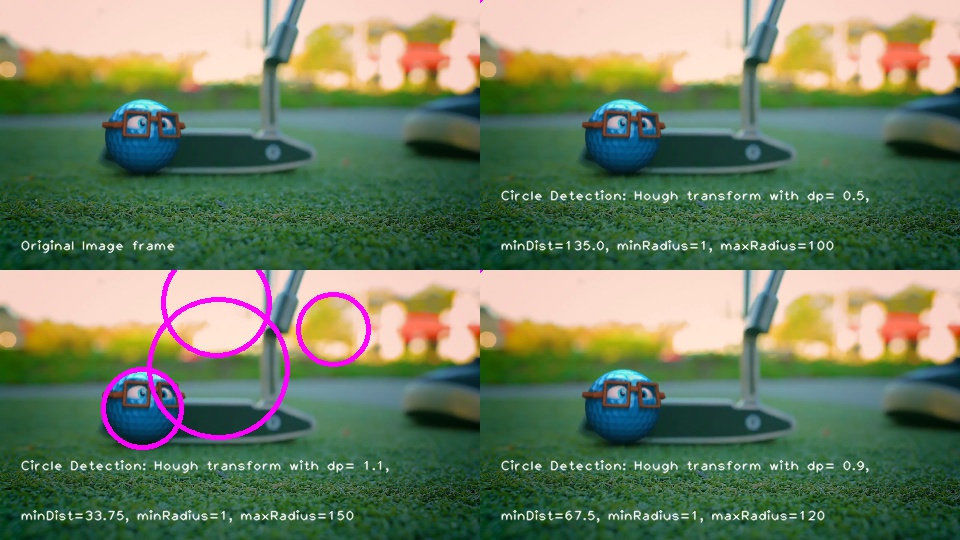 Circle Detection: Hough transform with dp= 0.5,
Original Image frame
minDist=135.0, minRadius=1, maxRadius=100
Circle Detection: Hough transform with dp= 1.1,
Circle Detection: Hough transform with dp= 0.9,
minDist=33.75, minRadius=1, maxRadius=150
minDist=67.5, minRadius=1, maxRadius=120